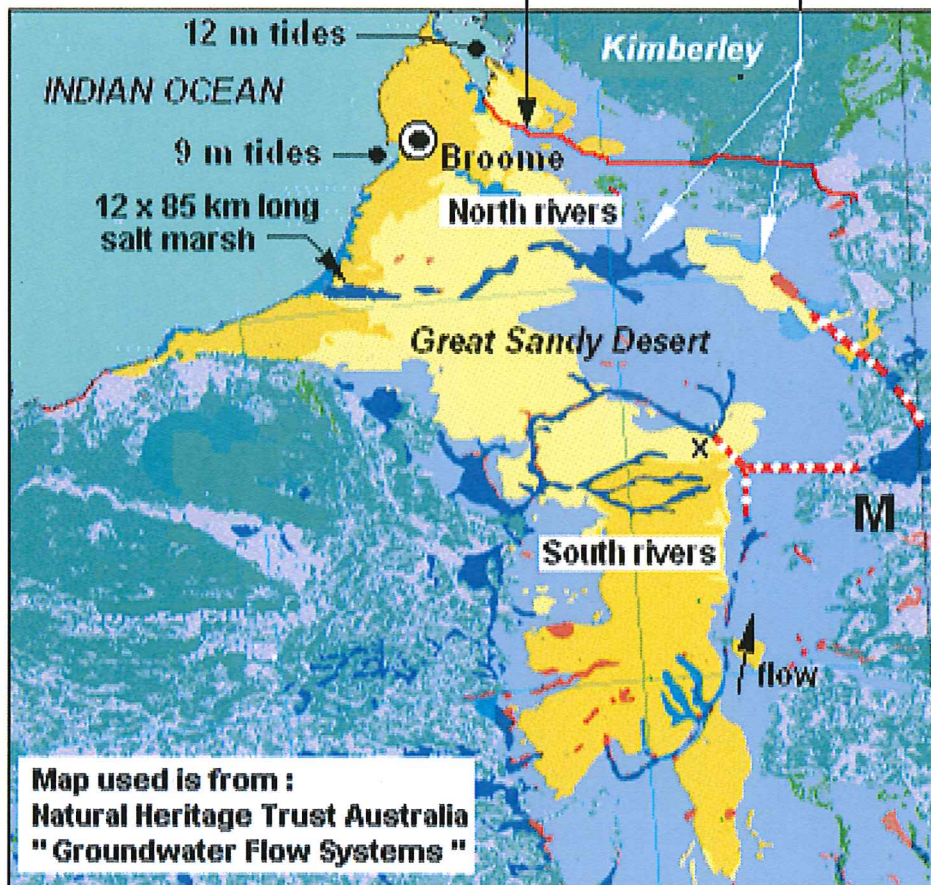 12 m tides
Kimberley
INDIAN OCEAN
9 m tides
Broome
12 x 85 km long
salt marsh
North rivers
Great Sandy Desert
x
M
South rivers
flow
Map used is from :
Natural Heritage Trust Australia
" Groundwater Flow Systems "